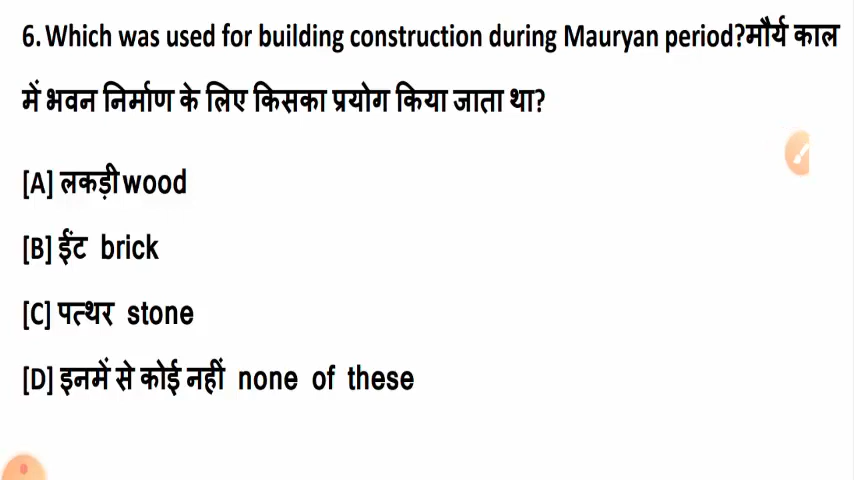 6. Which was used for building construction during Mauryan period?मौर्य काल
में भवन निर्माण के लिए किसका प्रयोग किया जाता था?
[A] लकड़ी wood
[B] ईंट brick
[C] पत्थर stone
[D] इनमें से कोई नहीं none of these